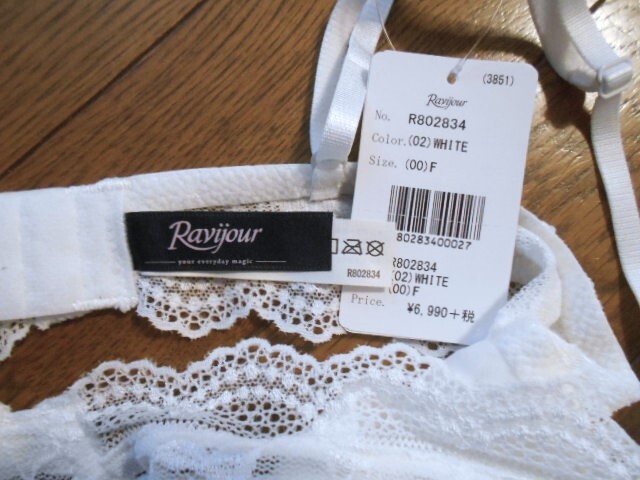 (3851)
Ravijour
No. R802834
Color. (02)WHITE
Size. (00)F
80283400027
R802834
(02)WHITE
(00)F
Price. ¥6,990+税
Ravijour
your everyday magic
R802834